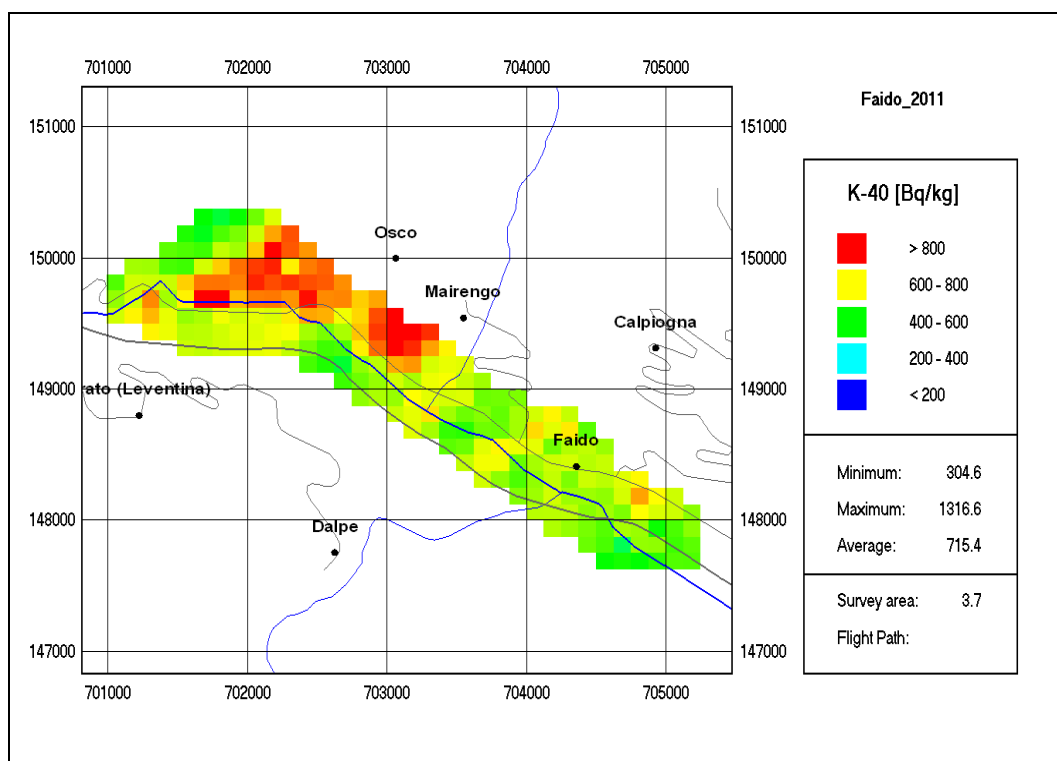 701000 702000 703000 704000 705000
Faido_2011
151000 151000
K-40 [Bq/kg]
Osco
> 800
150000 150000
600 - 800
Mairengo
400 - 600
Calpiogna
200 - 400
149000 149000
rato (Leventina)
< 200
Faido
Minimum: 304.6
148000 148000
Maximum: 1316.6
Dalpe
Average: 715.4
Survey area: 3.7
Flight Path:
147000 147000
701000 702000 703000 704000 705000